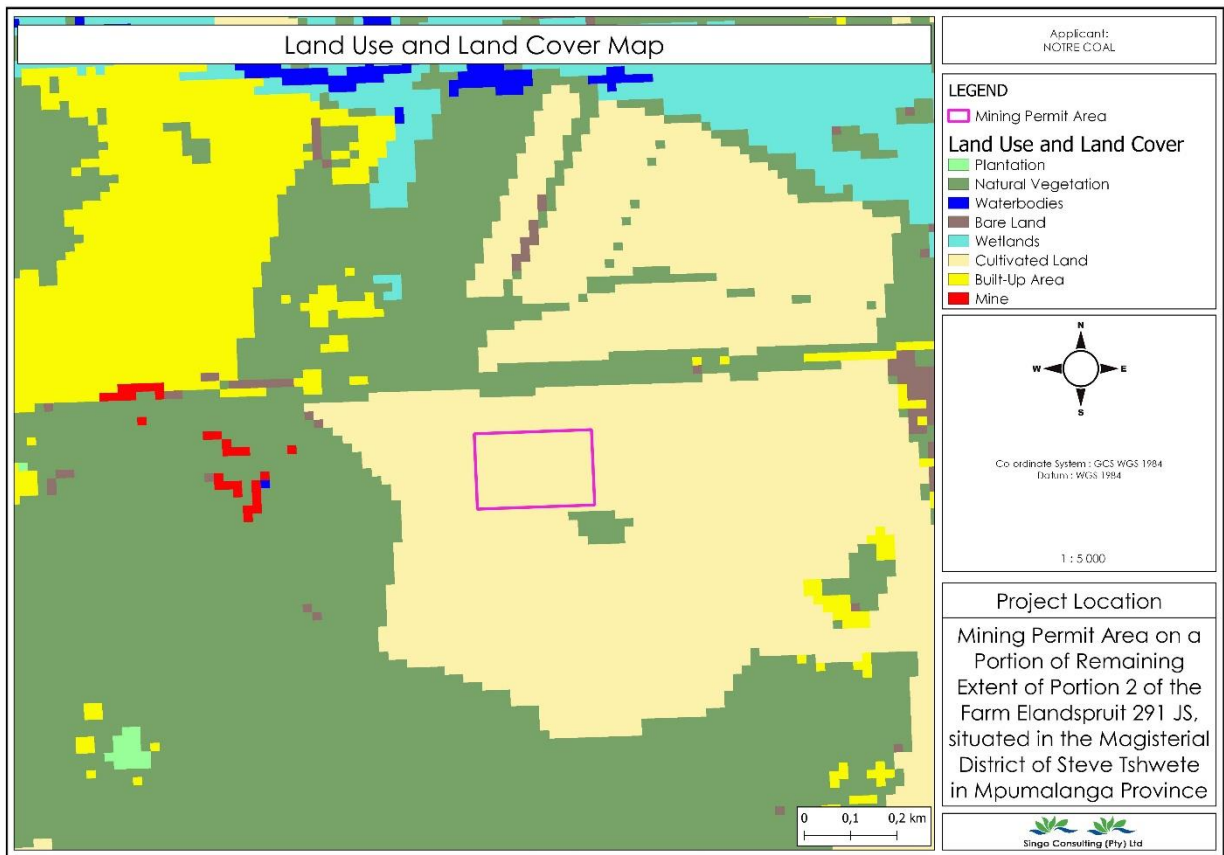 Land Use and Land Cover Map
Applicant:
NOTRE COAL
LEGEND
Mining Permit Area
Land Use and Land Cover
Plantation
Natural Vegetation
Waterbodies
Bare Land
Wetlands
Cultivated Land
Built-Up Area
Mine
N
W
E
S
Co ordinate System : GCS WGS 1984
Datum : WGS 1984
1 : 5 000
Project Location
Mining Permit Area on a
Portion of Remaining
Extent of Portion 2 of the
Farm Elandspruit 291 JS,
situated in the Magisterial
District of Steve Tshwete
in Mpumalanga Province
0 0,1 0,2 km
Singo Consulting (Pty) Ltd